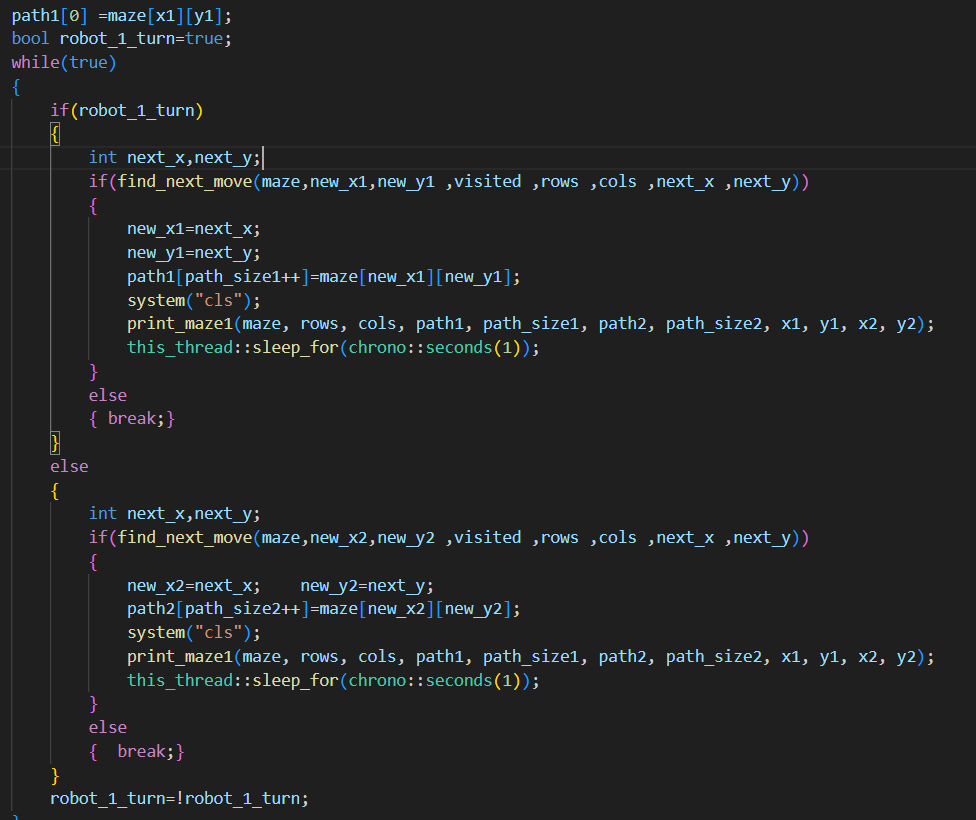 path1[0] =maze[x1][y1];
bool robot_1_turn=true;
while(true)
{
    if(robot_1_turn)
    {
        int next_x,next_y;
        if(find_next_move(maze,new_x1,new_y1 ,visited ,rows ,cols ,next_x ,next_y))
        {
            new_x1=next_x;
            new_y1=next_y;
            path1[path_size1++]=maze[new_x1][new_y1];
            system("cls");
            print_maze1(maze, rows, cols, path1, path_size1, path2, path_size2, x1, y1, x2, y2);
            this_thread::sleep_for(chrono::seconds(1));
        }
        else
        { break;}
    }
    else
    {
        int next_x,next_y;
        if(find_next_move(maze,new_x2,new_y2 ,visited ,rows ,cols ,next_x ,next_y))
        {
            new_x2=next_x;    new_y2=next_y;
            path2[path_size2++]=maze[new_x2][new_y2];
            system("cls");
            print_maze1(maze, rows, cols, path1, path_size1, path2, path_size2, x1, y1, x2, y2);
            this_thread::sleep_for(chrono::seconds(1));
        }
        else
        {  break;}
    }
    robot_1_turn=!robot_1_turn;
}